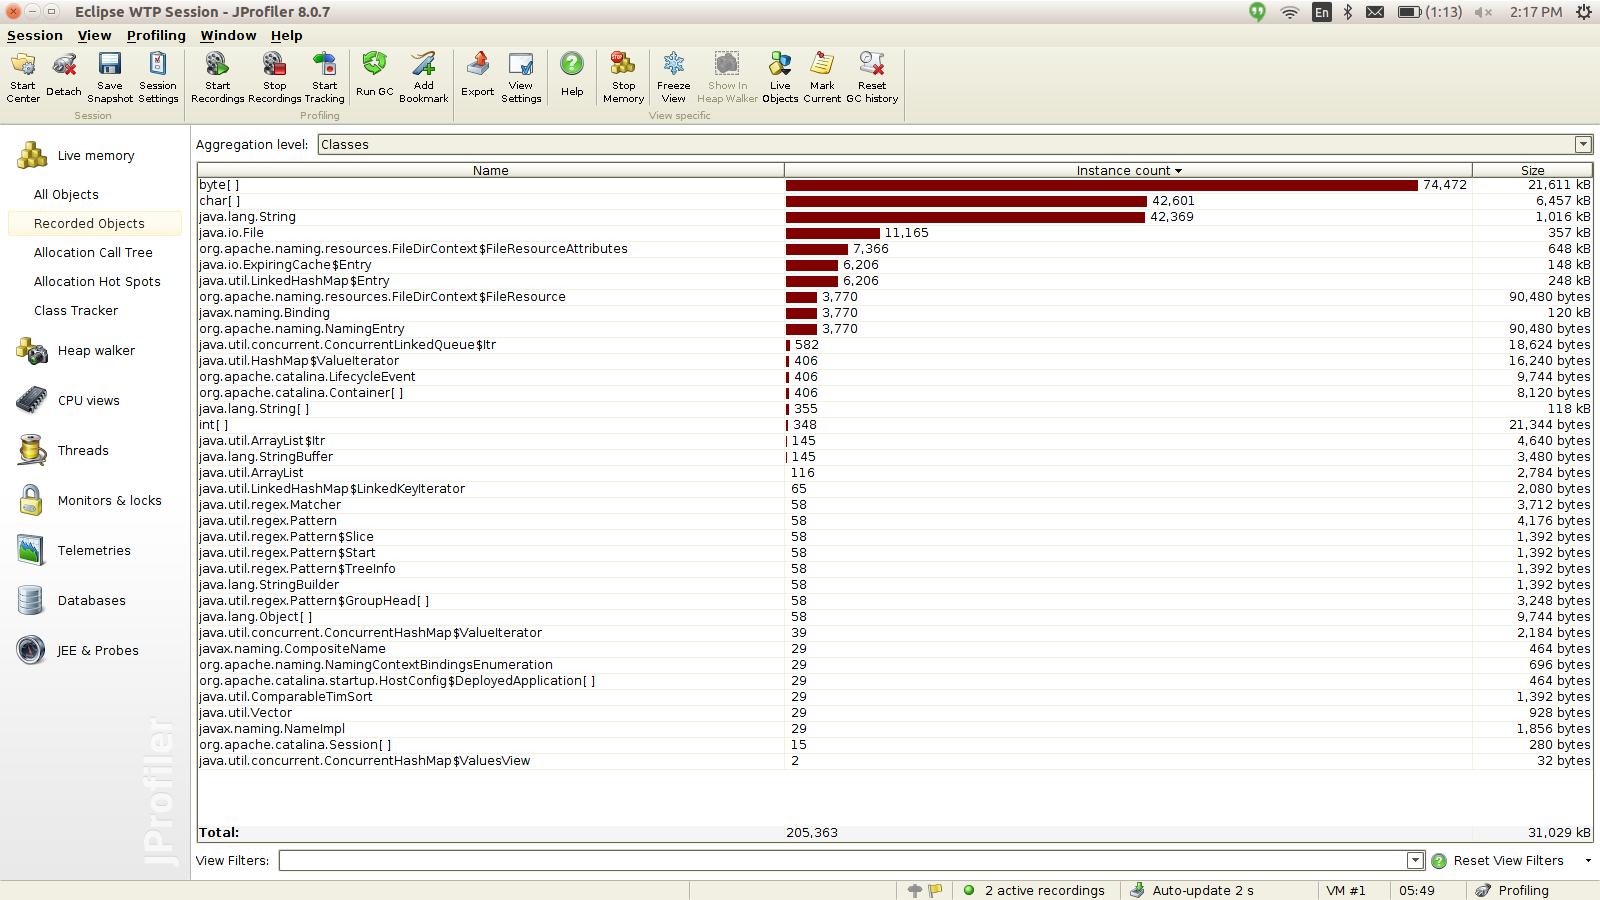 Eclipse WTP Session - JProfiler 8.0.7
En (1:13) 2:17 PM
Session View Profiling Window Help
Start Center Detach Save Snapshot Session Settings Start Recordings Stop Recordings Start Tracking Run GC Add Bookmark Export View Settings Help Stop Memory Freeze View Show In Heap Walker Live Objects Mark Current Reset GC history
Session Profiling View specific
Live memory
All Objects
Recorded Objects
Allocation Call Tree
Allocation Hot Spots
Class Tracker
Heap walker
CPU views
Threads
Monitors & locks
Telemetries
Databases
JEE & Probes
JProfiler
Aggregation level: Classes
Name Instance count Size
byte[ ] 74,472 21,611 kB
char[ ] 42,601 6,457 kB
java.lang.String 42,369 1,016 kB
java.io.File 11,165 357 kB
org.apache.naming.resources.FileDirContext$FileResourceAttributes 7,366 648 kB
java.io.ExpiringCache$Entry 6,206 148 kB
java.util.LinkedHashMap$Entry 6,206 248 kB
org.apache.naming.resources.FileDirContext$FileResource 3,770 90,480 bytes
javax.naming.Binding 3,770 120 kB
org.apache.naming.NamingEntry 3,770 90,480 bytes
java.util.concurrent.ConcurrentLinkedQueue$Itr 582 18,624 bytes
java.util.HashMap$ValueIterator 406 16,240 bytes
org.apache.catalina.LifecycleEvent 406 9,744 bytes
org.apache.catalina.Container[ ] 406 8,120 bytes
java.lang.String[ ] 355 118 kB
int[ ] 348 21,344 bytes
java.util.ArrayList$Itr 145 4,640 bytes
java.lang.StringBuffer 145 3,480 bytes
java.util.ArrayList 116 2,784 bytes
java.util.LinkedHashMap$LinkedKeyIterator 65 2,080 bytes
java.util.regex.Matcher 58 3,712 bytes
java.util.regex.Pattern 58 4,176 bytes
java.util.regex.Pattern$Slice 58 1,392 bytes
java.util.regex.Pattern$Start 58 1,392 bytes
java.util.regex.Pattern$TreeInfo 58 1,392 bytes
java.lang.StringBuilder 58 1,392 bytes
java.util.regex.Pattern$GroupHead[ ] 58 3,248 bytes
java.lang.Object[ ] 58 9,744 bytes
java.util.concurrent.ConcurrentHashMap$ValueIterator 39 2,184 bytes
javax.naming.CompositeName 29 464 bytes
org.apache.naming.NamingContextBindingsEnumeration 29 696 bytes
org.apache.catalina.startup.HostConfig$DeployedApplication[ ] 29 464 bytes
java.util.ComparableTimSort 29 1,392 bytes
java.util.Vector 29 928 bytes
javax.naming.NameImpl 29 1,856 bytes
org.apache.catalina.Session[ ] 15 280 bytes
java.util.concurrent.ConcurrentHashMap$ValuesView 2 32 bytes
Total: 205,363 31,029 kB
View Filters: Reset View Filters
2 active recordings Auto-update 2 s VM #1 05:49 Profiling